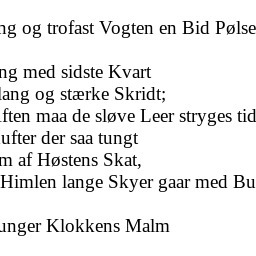 ng og trofast Vogten en Bid Pølse
ng med sidste Kvart
lang og stærke Skridt;
ften maa de sløve Leer stryges tid
ufter der saa tungt
m af Høstens Skat,
Himlen lange Skyer gaar med Bu
unger Klokkens Malm